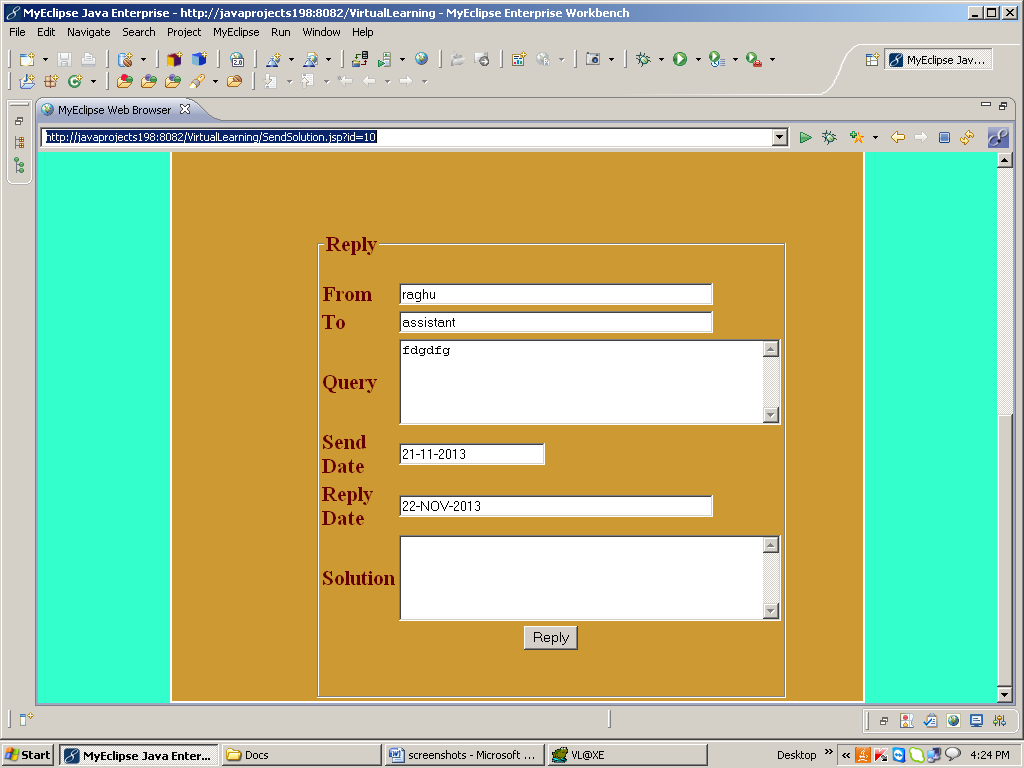 MyEclipse Java Enterprise - http://javaprojects198:8082/VirtualLearning - MyEclipse Enterprise Workbench
File Edit Navigate Search Project MyEclipse Run Window Help
2.0
MyEclipse Jav...
MyEclipse Web Browser
http://javaprojects198:8082/VirtualLearning/SendSolution.jsp?id=10
Reply
From raghu
To assistant
Query fdgdfg
Send
Date 21-11-2013
Reply
Date 22-NOV-2013
Solution
Reply
Start MyEclipse Java Enter... Docs screenshots - Microsoft ... VL@XE Desktop » « 4:24 PM